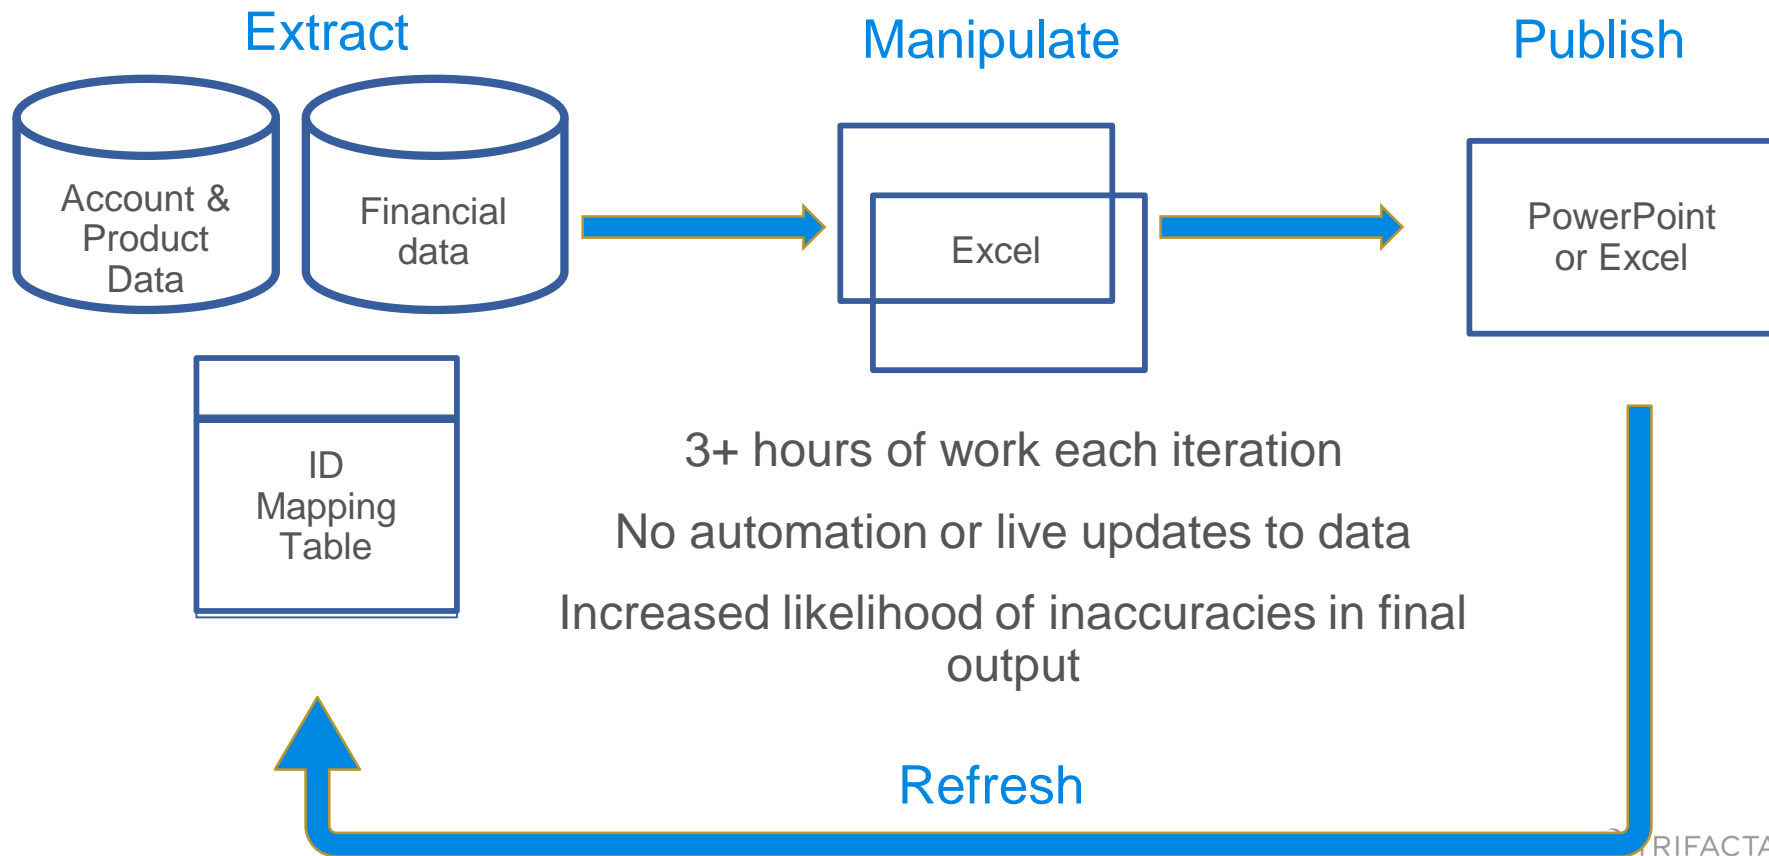 Extract
Manipulate
Publish
Account &
Product
Data
Financial
data
Excel
PowerPoint
or Excel
ID
Mapping
Table
3+ hours of work each iteration
No automation or live updates to data
Increased likelihood of inaccuracies in final
output
Refresh
TRIFACTA